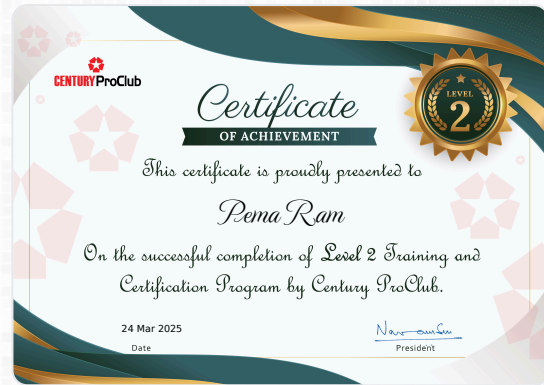 CENTURY ProClub
Certificate
OF ACHIEVEMENT
LEVEL
2
This certificate is proudly presented to
Pema Ram
On the successful completion of Level 2 Training and
Certification Program by Century ProClub.
24 Mar 2025
Date
President